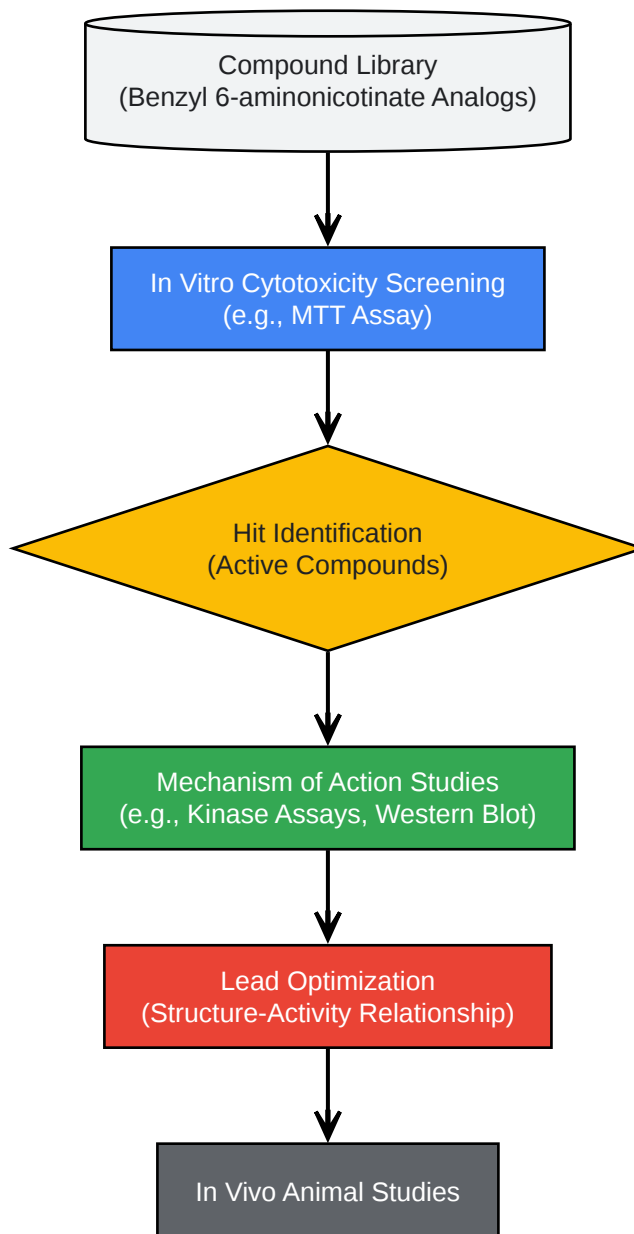 Compound Library
(Benzyl 6-aminonicotinate Analogs)
In Vitro Cytotoxicity Screening
(e.g., MTT Assay)
Hit Identification
(Active Compounds)
Mechanism of Action Studies
(e.g., Kinase Assays, Western Blot)
Lead Optimization
(Structure-Activity Relationship)
In Vivo Animal Studies